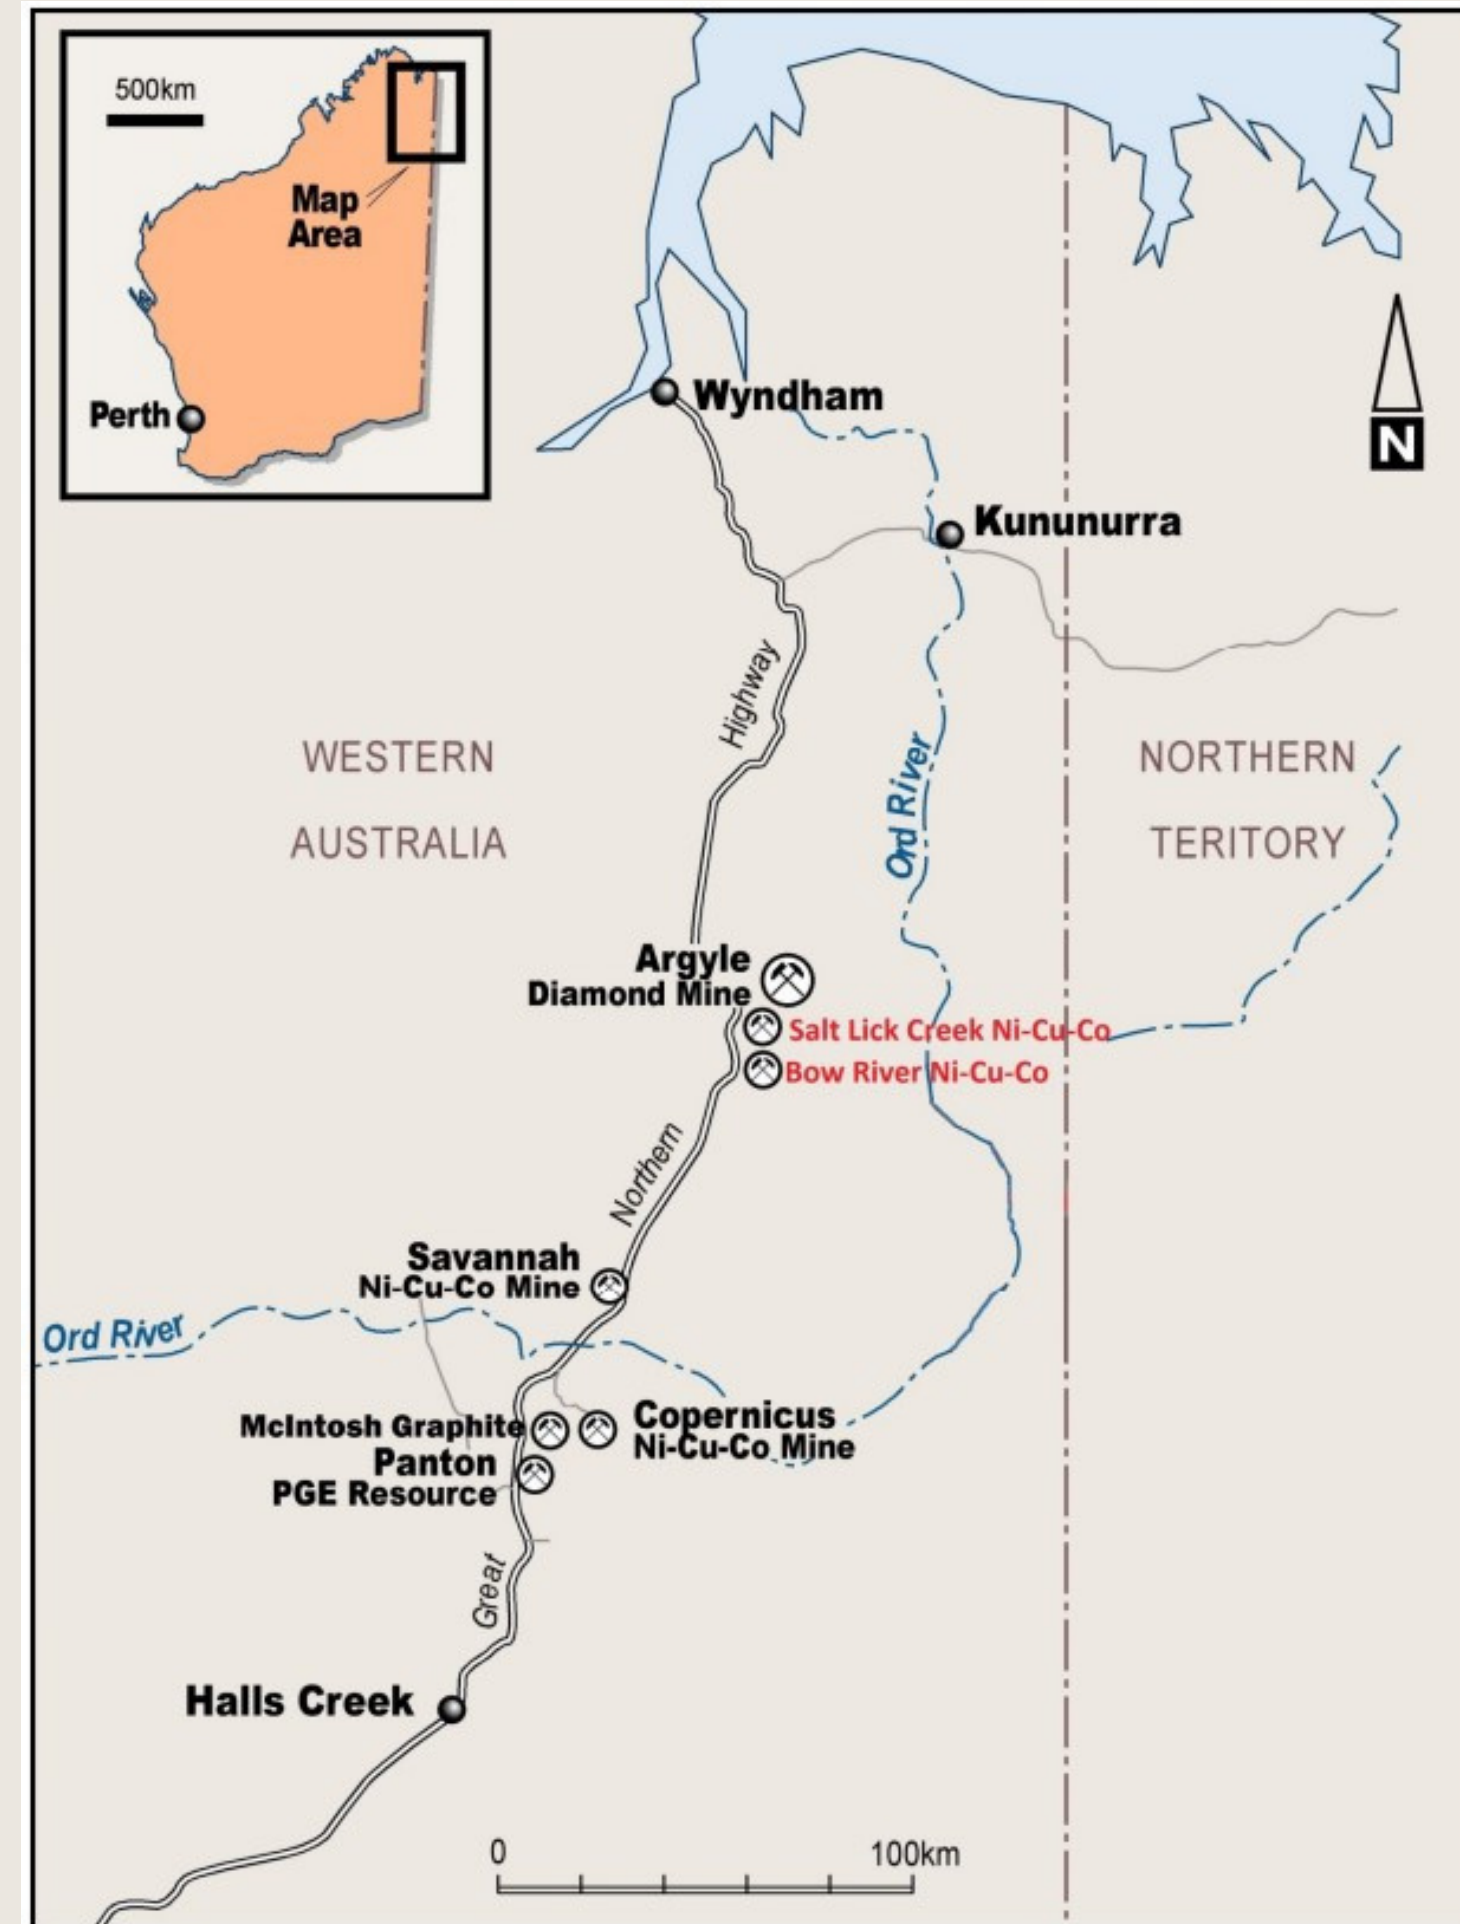 500km
Map
Area
Perth
Wyndham
N
Kununurra
Highway
WESTERN
AUSTRALIA
NORTHERN
TERITORY
Ord River
Argyle
Diamond Mine
Salt Lick Creek Ni-Cu-Co
Bow River Ni-Cu-Co
Northern
Savannah
Ni-Cu-Co Mine
Ord River
McIntosh Graphite
Copernicus
Ni-Cu-Co Mine
Panton
PGE Resource
Great
Halls Creek
0 100km